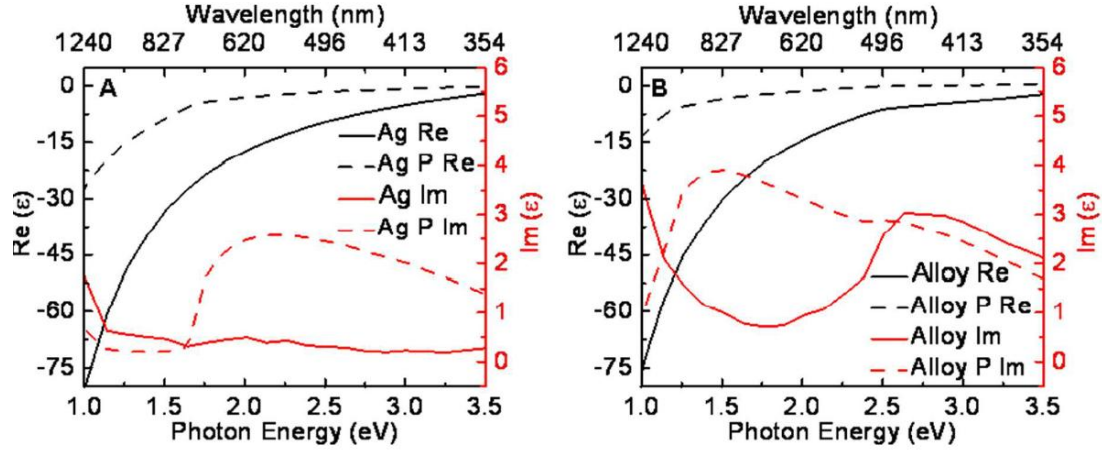 Wavelength (nm)
1240 827 620 496 413 354
A
0
-15
-30
-45
-60
-75
Re (ε)
6
5
4
3
2
1
0
Im (ε)
Ag Re
Ag P Re
Ag Im
Ag P Im
1.0 1.5 2.0 2.5 3.0 3.5
Photon Energy (eV)
Wavelength (nm)
1240 827 620 496 413 354
B
0
-15
-30
-45
-60
-75
Re (ε)
6
5
4
3
2
1
0
Im (ε)
Alloy Re
Alloy P Re
Alloy Im
Alloy P Im
1.0 1.5 2.0 2.5 3.0 3.5
Photon Energy (eV)